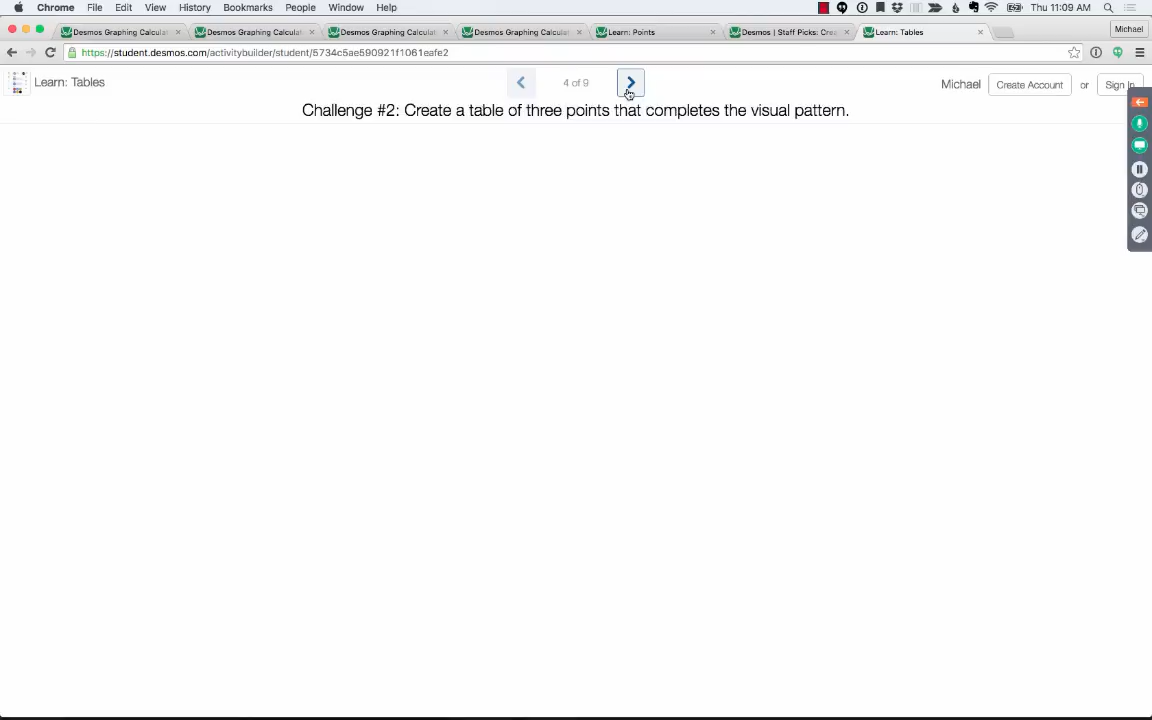 Chrome File Edit View History Bookmarks People Window Help Thu 11:09 AM
Desmos Graphing Calculat Desmos Graphing Calculat Desmos Graphing Calculat Desmos Graphing Calculat Learn: Points Desmos | Staff Picks: Crea Learn: Tables Michael
https://student.desmos.com/activitybuilder/student/5734c5ae590921f1061eafe2
Learn: Tables 4 of 9 Michael Create Account or Sign In
Challenge #2: Create a table of three points that completes the visual pattern.